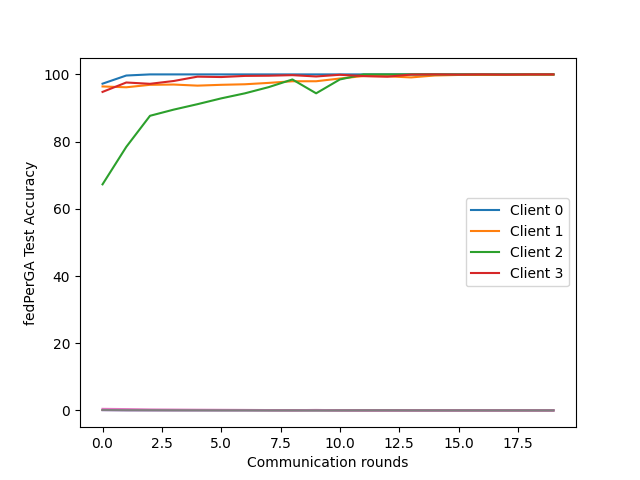 100
80
60
40
20
0
fedPerGA Test Accuracy
Client 0
Client 1
Client 2
Client 3
0.0 2.5 5.0 7.5 10.0 12.5 15.0 17.5
Communication rounds